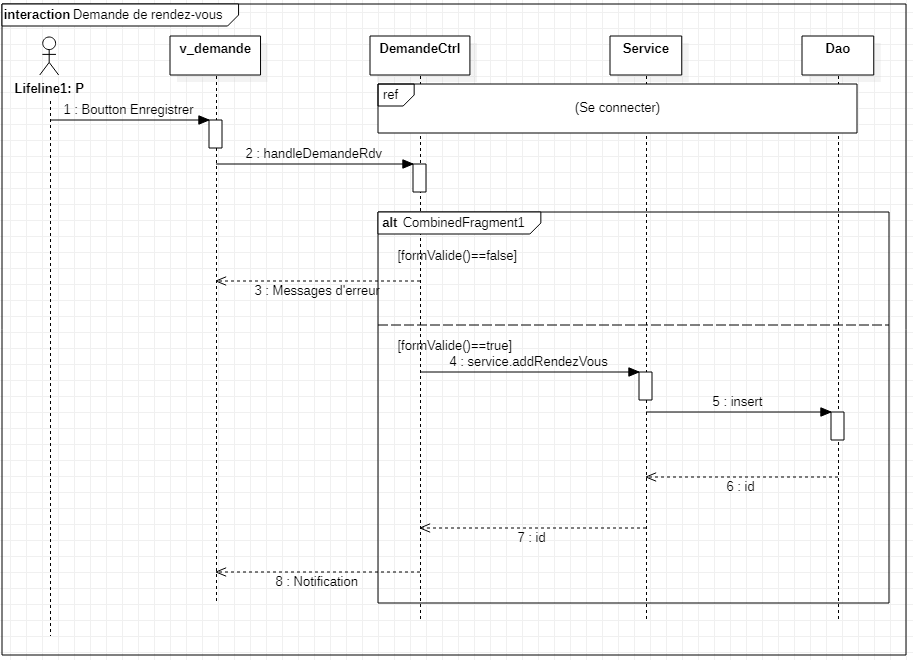 interaction Demande de rendez-vous
v_demande
DemandeCtrl
Service
Dao
Lifeline1: P
ref
(Se connecter)
1 : Boutton Enregistrer
2 : handleDemandeRdv
alt CombinedFragment1
[formValide()==false]
3 : Messages d'erreur
[formValide()==true]
4 : service.addRendezVous
5 : insert
6 : id
7 : id
8 : Notification